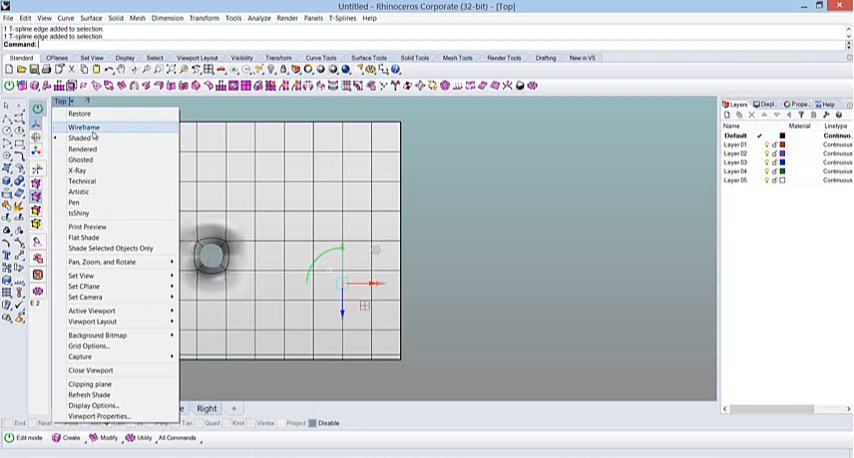 Untitled - Rhinoceros Corporate (32-bit) - [Top]
File Edit View Curve Surface Solid Mesh Dimension Transform Tools Analyze Render Panels T-Splines Help
1 T-spline edge added to selection.
1 T-spline edge added to selection.
Command:
Standard CPlanes Set View Display Select Viewport Layout Visibility Transform Curve Tools Surface Tools Solid Tools Mesh Tools Render Tools Drafting New in V5
Top
Restore
Wireframe
Shaded
Rendered
Ghosted
X-Ray
Technical
Artistic
Pen
tsShiny
Print Preview
Flat Shade
Shade Selected Objects Only
Pan, Zoom, and Rotate
Set View
Set CPlane
Set Camera
Active Viewport
Viewport Layout
Background Bitmap
Grid Options...
Capture
Close Viewport
Clipping plane
Refresh Shade
Display Options...
Viewport Properties...
E 2
Layers Displ... Prope... Help
Name Material Linetype
Default Continuo...
Layer 01 Continuous
Layer 02 Continuous
Layer 03 Continuous
Layer 04 Continuous
Layer 05 Continuous
e Right
End Near Tan Quad Knot Vertex Project Disable
Edit mode Create Modify Utility All Commands